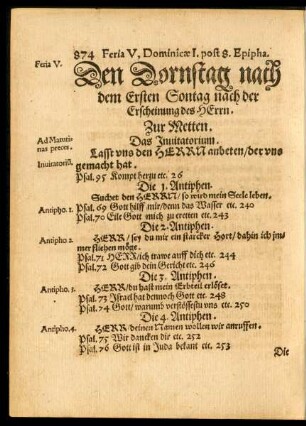 874 Feria V. Dominicæ I. post 8. Epipha.
Feria V.
Den Dornstag nach
dem Ersten Sontag nach der
Erscheinung des HErrn.
Zur Metten.
Ad Matutinas preces.
Das Inuitatorium.
Inuitatoriū.
Lasst vns den HERRN anbeten/ der vns
gemacht hat.
Psal. 95 Kompt herzu etc. 26
Die 1. Antiphen.
Suchet den HERRN/ so wird mein Seele leben.
Antipho. 1.
Psal. 69 Gott hilff mir/ denn das Wasser etc. 240
Psal. 70 Eile Gott mich zu erretten etc. 243
Die 2. Antiphen.
Antipho 2.
HERR/ sey du mir ein starcker Hort/ dahin ich jmmer
fliehen möge.
Psal. 71 HERR/ ich trawe auff dich etc. 244
Psal. 72 Gott gib dein Gericht etc. 246
Die 3. Antiphen.
Antipho. 3.
HERR/ du hast mein Erbteil erlöset.
Psal. 73 Israel hat dennoch Gott etc. 248
Psal. 74 Gott/ warumb verstössestu vns etc. 250
Die 4. Antiphen.
Antipho. 4.
HERR/ deinen Namen wollen wir anruffen.
Psal. 75 Wir dancken dir etc. 252
Psal. 76 Gott ist in Juda bekant etc. 253
Die